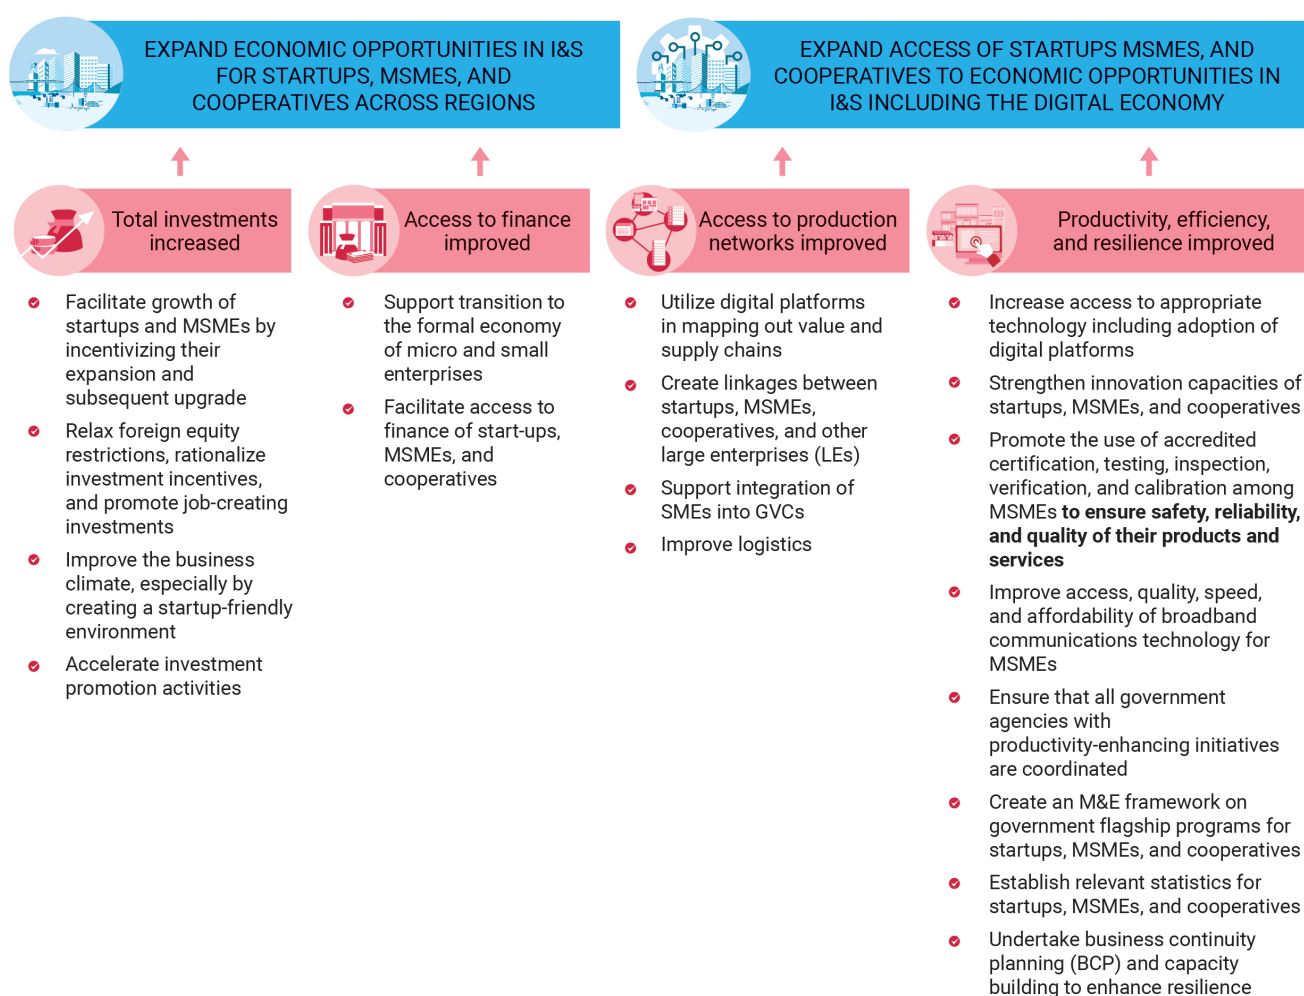 EXPAND ECONOMIC OPPORTUNITIES IN I&S
FOR STARTUPS, MSMES, AND
COOPERATIVES ACROSS REGIONS
EXPAND ACCESS OF STARTUPS MSMES, AND
COOPERATIVES TO ECONOMIC OPPORTUNITIES IN
I&S INCLUDING THE DIGITAL ECONOMY
Total investments
increased
Facilitate growth of
startups and MSMEs by
incentivizing their
expansion and
subsequent upgrade
Relax foreign equity
restrictions, rationalize
investment incentives,
and promote job-creating
investments
Improve the business
climate, especially by
creating a startup-friendly
environment
Accelerate investment
promotion activities
Access to finance
improved
Support transition to
the formal economy
of micro and small
enterprises
Facilitate access to
finance of start-ups,
MSMEs, and
cooperatives
Access to production
networks improved
Utilize digital platforms
in mapping out value and
supply chains
Create linkages between
startups, MSMEs,
cooperatives, and other
large enterprises (LEs)
Support integration of
SMEs into GVCs
Improve logistics
Productivity, efficiency,
and resilience improved
Increase access to appropriate
technology including adoption of
digital platforms
Strengthen innovation capacities of
startups, MSMEs, and cooperatives
Promote the use of accredited
certification, testing, inspection,
verification, and calibration among
MSMEs to ensure safety, reliability,
and quality of their products and
services
Improve access, quality, speed,
and affordability of broadband
communications technology for
MSMEs
Ensure that all government
agencies with
productivity-enhancing initiatives
are coordinated
Create an M&E framework on
government flagship programs for
startups, MSMEs, and cooperatives
Establish relevant statistics for
startups, MSMEs, and cooperatives
Undertake business continuity
planning (BCP) and capacity
building to enhance resilience